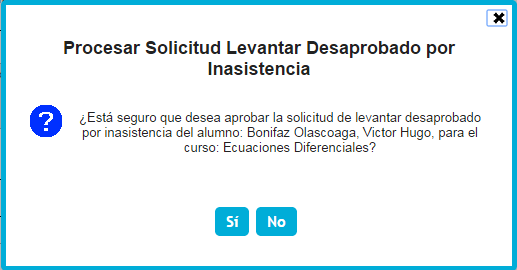 Procesar Solicitud Levantar Desaprobado por
Inasistencia
¿Está seguro que desea aprobar la solicitud de levantar desaprobado
por inasistencia del alumno: Bonifaz Olascoaga, Victor Hugo, para el
curso: Ecuaciones Diferenciales?
Sí No